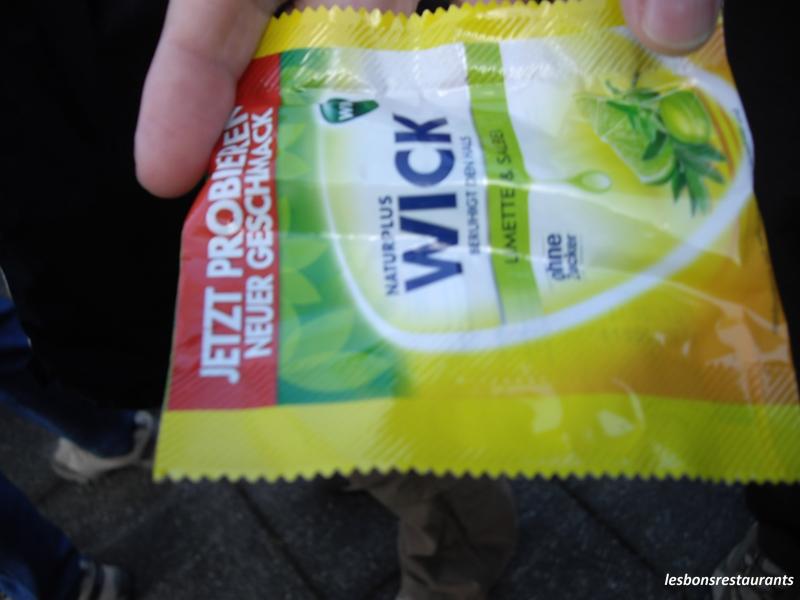 JETZT PROBIEREN
NEUER GESCHMACK
NATURPLUS
WICK
BERUHIGT DEN HALS
LIMETTE & SALBEI
ohne
Zucker
lesbonsrestaurants